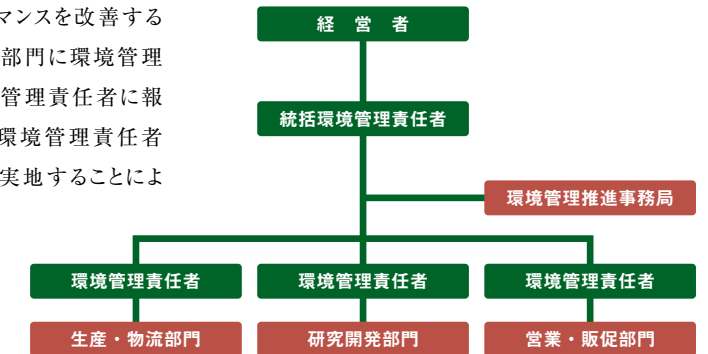 マンスを改善する
部門に環境管理
管理責任者に報
環境管理責任者
実地することによ
経営者
統括環境管理責任者
環境管理推進事務局
環境管理責任者
環境管理責任者
環境管理責任者
生産・物流部門
研究開発部門
営業・販促部門